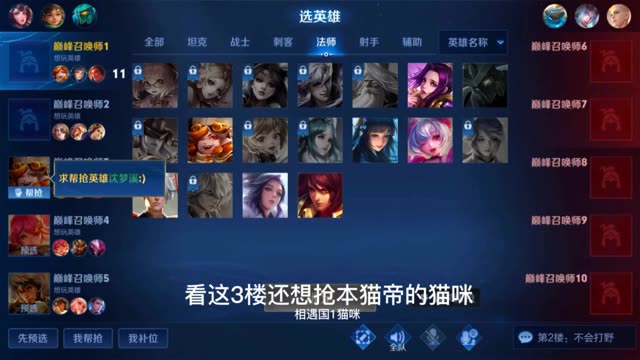 选英雄
全部 坦克 战士 刺客 法师 射手 辅助 英雄名称
巅峰召唤师1
想玩英雄
11
巅峰召唤师2
想玩英雄
求帮抢英雄沈梦溪:)
帮抢
巅峰召唤师4
想玩英雄
预选
巅峰召唤师5
想玩英雄
预选
巅峰召唤师6
巅峰召唤师7
巅峰召唤师8
巅峰召唤师9
巅峰召唤师10
看这3楼还想抢本猫帝的猫咪
相遇国1猫咪
先预选 我帮抢 我补位
全队
第2楼：不会打野